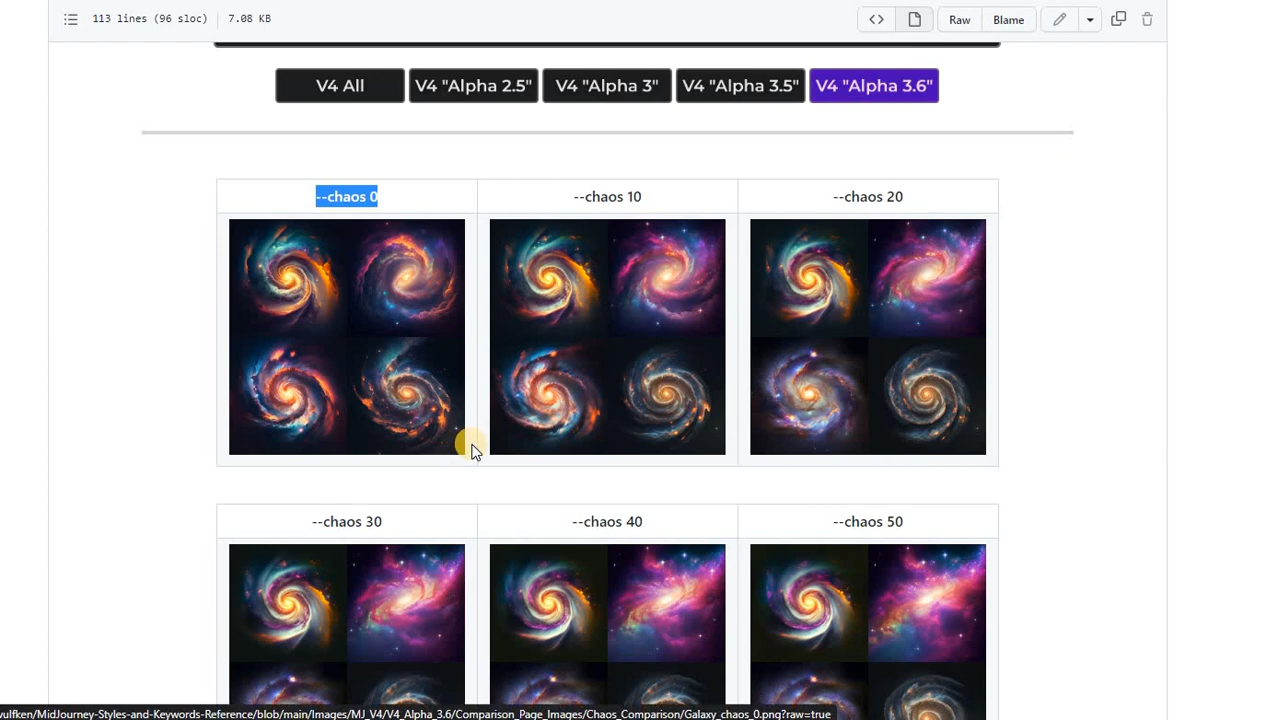 113 lines (96 sloc) 7.08 KB Raw Blame
V4 All V4 "Alpha 2.5" V4 "Alpha 3" V4 "Alpha 3.5" V4 "Alpha 3.6"
--chaos 0 --chaos 10 --chaos 20
--chaos 30 --chaos 40 --chaos 50
vulfken/MidJourney-Styles-and-Keywords-Reference/blob/main/Images/MJ_V4/V4_Alpha_3.6/Comparison_Page_Images/Chaos_Comparison/Galaxy_chaos_0.png?raw=true